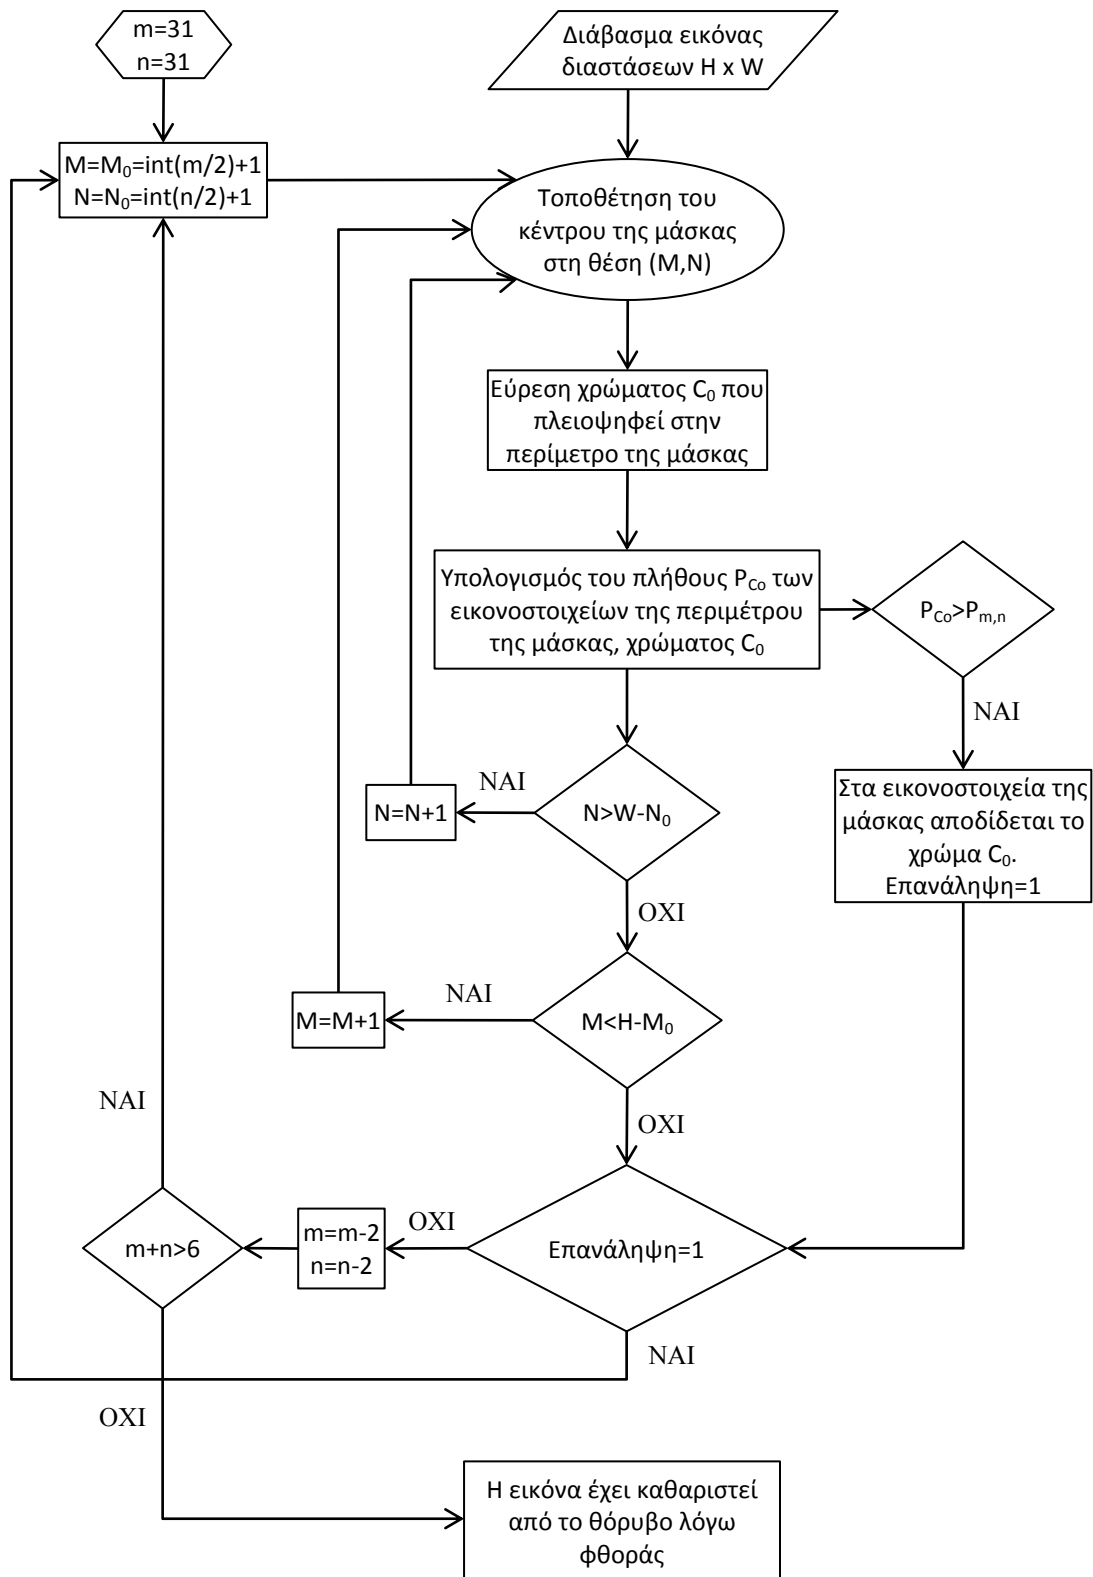 m=31
n=31
Διάβασμα εικόνας
διαστάσεων H x W
M=M₀=int(m/2)+1
N=N₀=int(n/2)+1
Τοποθέτηση του
κέντρου της μάσκας
στη θέση (M,N)
Εύρεση χρώματος C₀ που
πλειοψηφεί στην
περίμετρο της μάσκας
Υπολογισμός του πλήθους P_Co των
εικονοστοιχείων της περιμέτρου
της μάσκας, χρώματος C₀
P_Co>P_m,n
ΝΑΙ
Στα εικονοστοιχεία της
μάσκας αποδίδεται το
χρώμα C₀.
Επανάληψη=1
N>W-N₀
ΝΑΙ
N=N+1
ΟΧΙ
M<H-M₀
ΝΑΙ
M=M+1
ΟΧΙ
Επανάληψη=1
ΟΧΙ
m=m-2
n=n-2
m+n>6
ΝΑΙ
ΝΑΙ
ΟΧΙ
Η εικόνα έχει καθαριστεί
από το θόρυβο λόγω
φθοράς